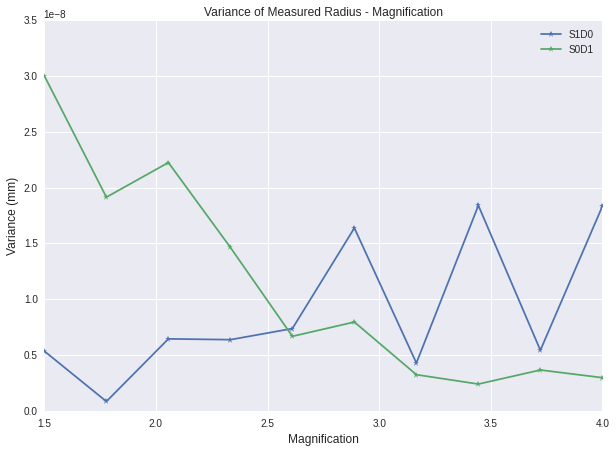 Variance of Measured Radius - Magnification
1e−8
3.5
3.0
2.5
2.0
1.5
1.0
0.5
0.0
Variance (mm)
S1D0
S0D1
1.5 2.0 2.5 3.0 3.5 4.0
Magnification